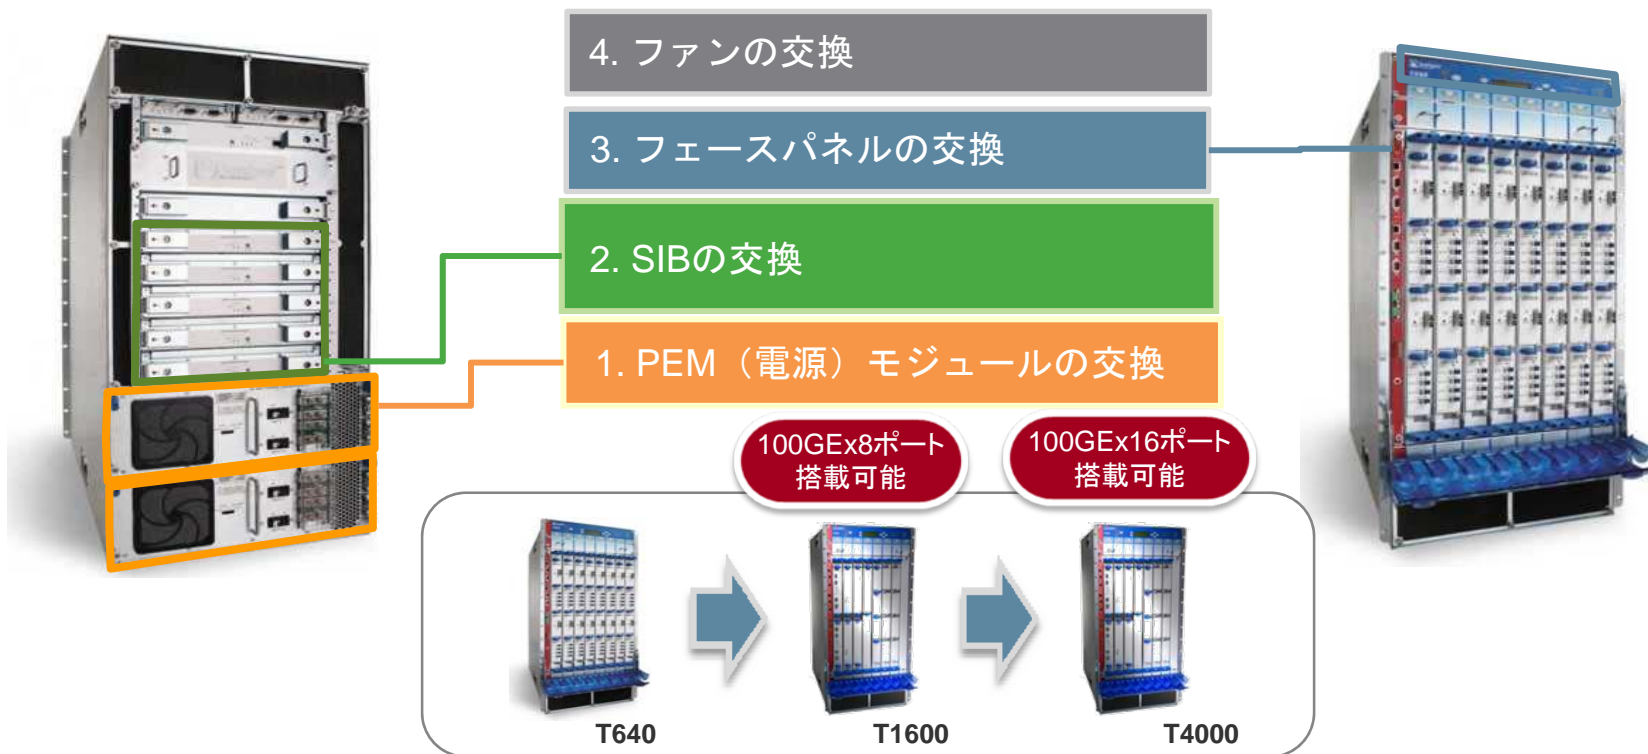 4. ファンの交換
3. フェースパネルの交換
2. SIBの交換
1. PEM（電源）モジュールの交換
100GEx8ポート
搭載可能
100GEx16ポート
搭載可能
T640
T1600
T4000